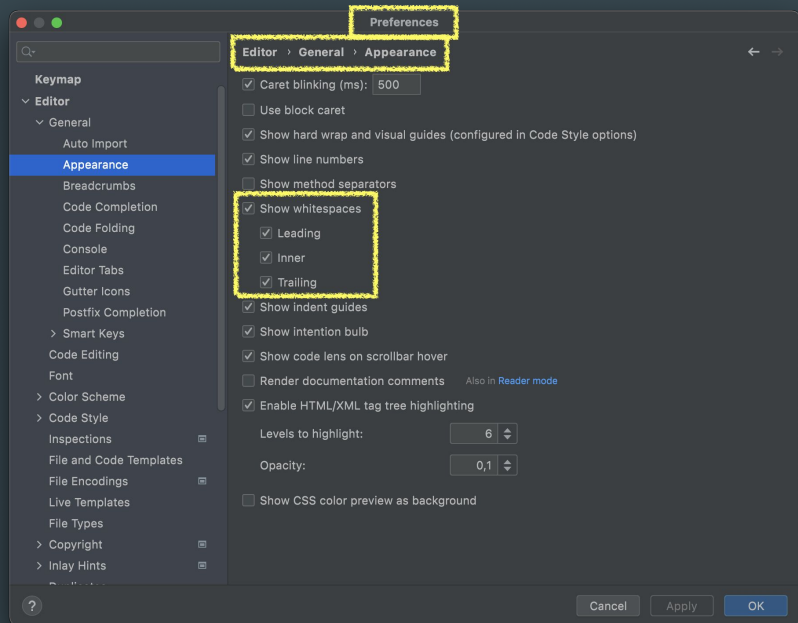 Preferences
Editor › General › Appearance
Keymap
Editor
General
Auto Import
Appearance
Breadcrumbs
Code Completion
Code Folding
Console
Editor Tabs
Gutter Icons
Postfix Completion
Smart Keys
Code Editing
Font
Color Scheme
Code Style
Inspections
File and Code Templates
File Encodings
Live Templates
File Types
Copyright
Inlay Hints
Caret blinking (ms): 500
Use block caret
Show hard wrap and visual guides (configured in Code Style options)
Show line numbers
Show method separators
Show whitespaces
Leading
Inner
Trailing
Show indent guides
Show intention bulb
Show code lens on scrollbar hover
Render documentation comments Also in Reader mode
Enable HTML/XML tag tree highlighting
Levels to highlight: 6
Opacity: 0,1
Show CSS color preview as background
?
Cancel Apply OK